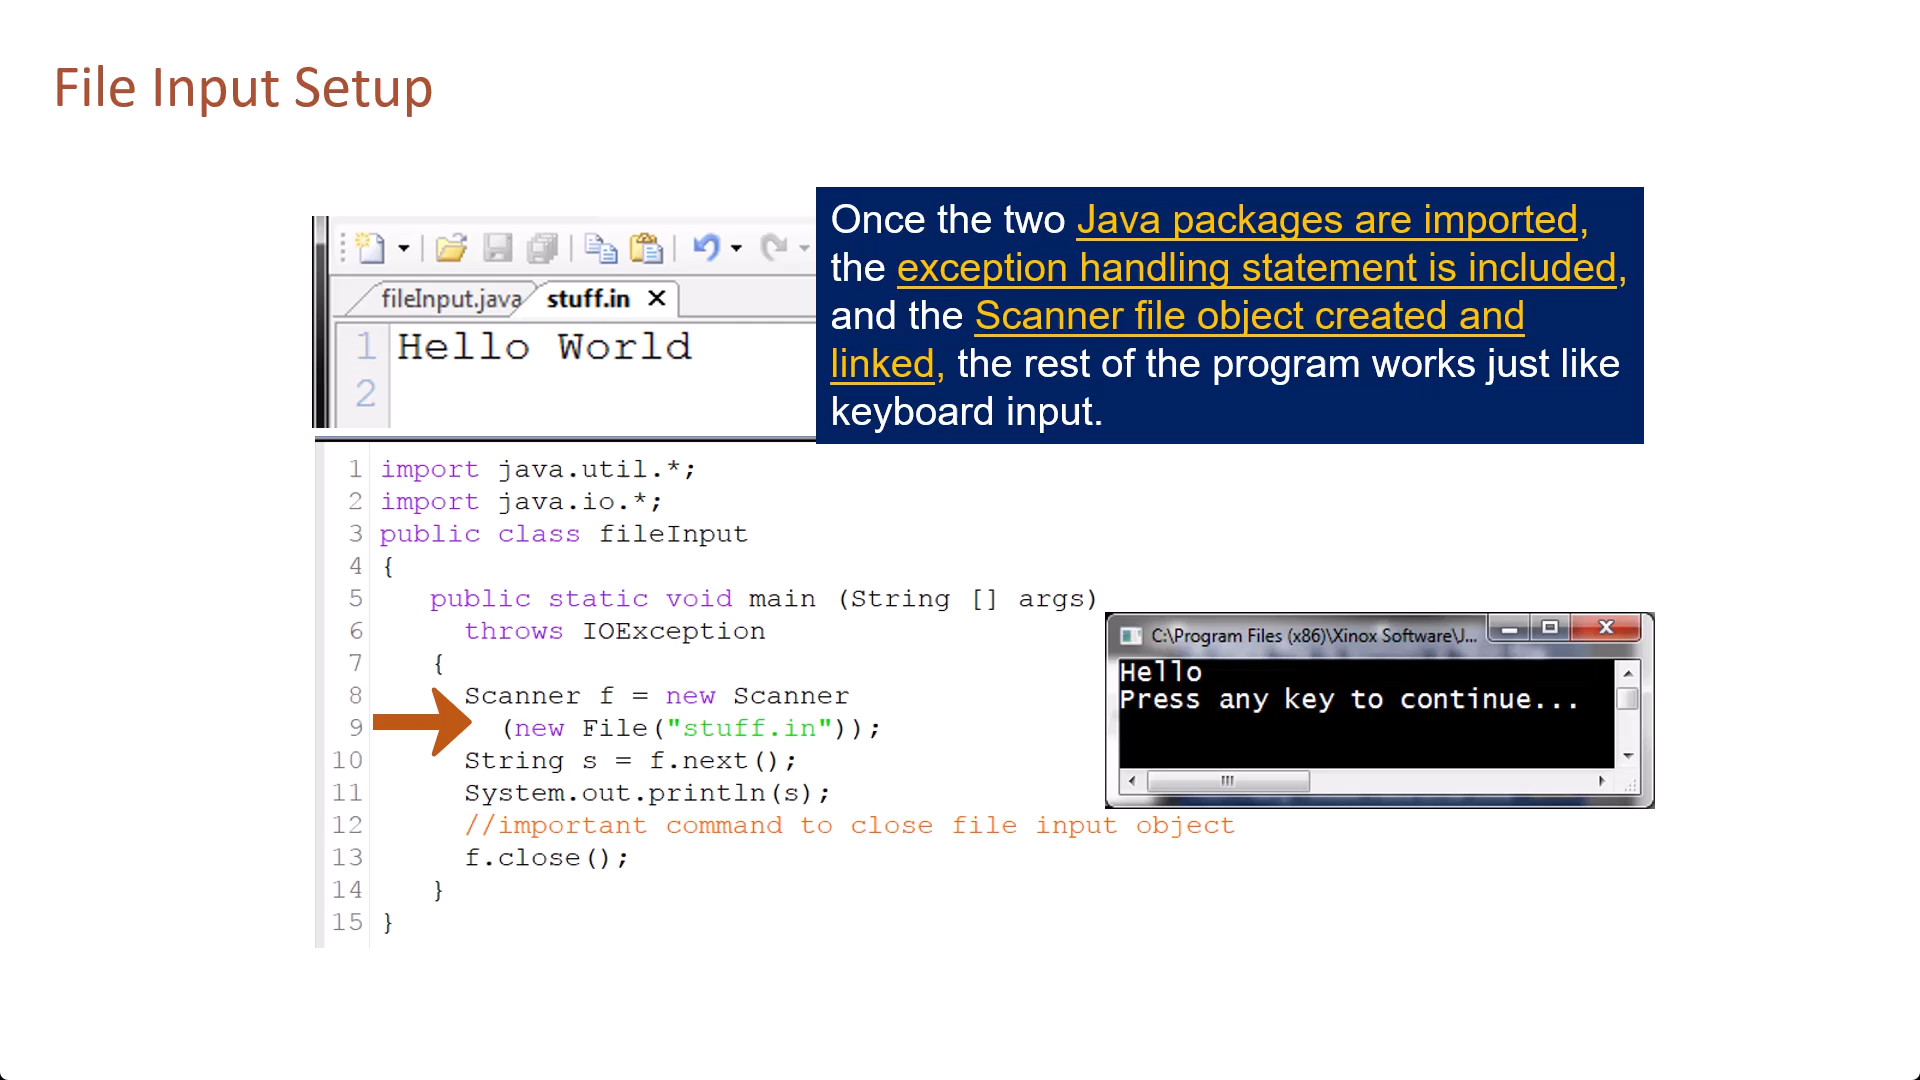 File Input Setup
Once the two Java packages are imported,
the exception handling statement is included,
and the Scanner file object created and
linked, the rest of the program works just like
keyboard input.
fileInput.java stuff.in
1 Hello World
2
1 import java.util.*;
2 import java.io.*;
3 public class fileInput
4 {
5 public static void main (String [] args)
6 throws IOException
7 {
8 Scanner f = new Scanner
9 (new File("stuff.in"));
10 String s = f.next();
11 System.out.println(s);
12 //important command to close file input object
13 f.close();
14 }
15 }
C:\Program Files (x86)\Xinox Software\J...
Hello
Press any key to continue...